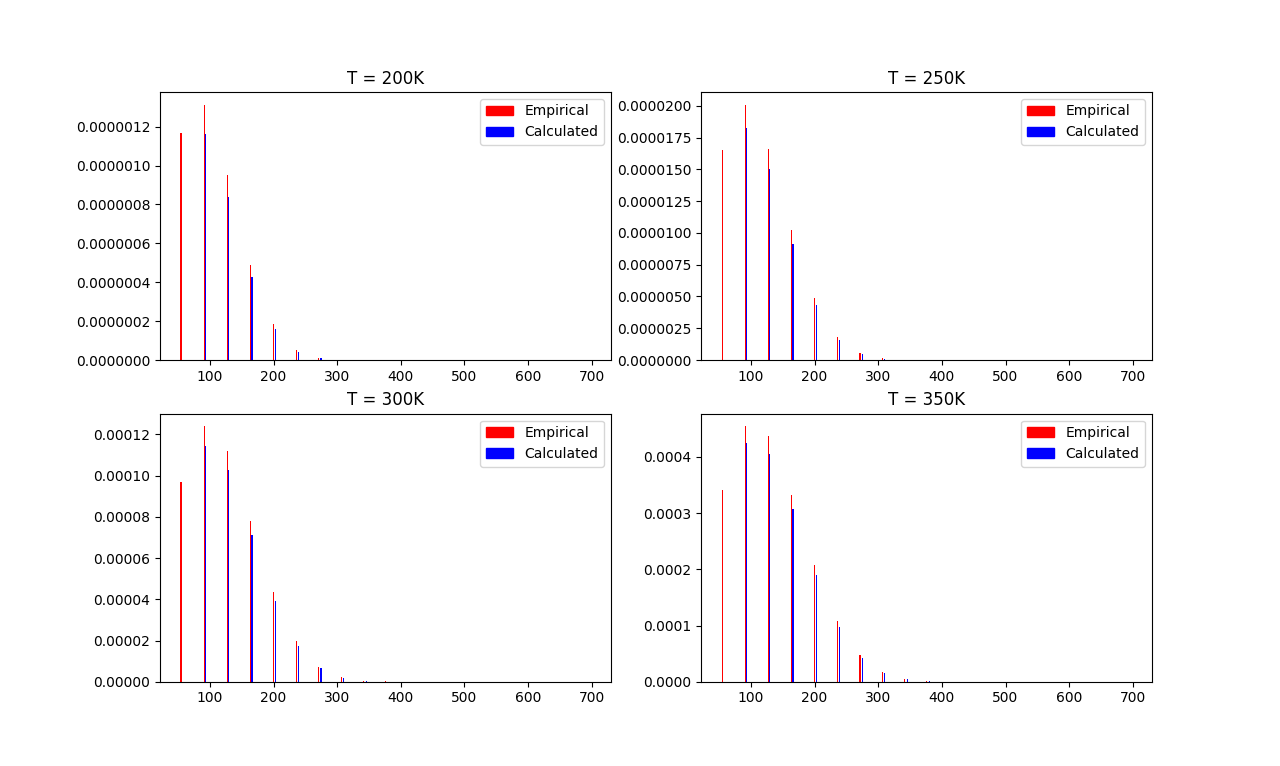 T = 200K
0.0000012
0.0000010
0.0000008
0.0000006
0.0000004
0.0000002
0.0000000
100 200 300 400 500 600 700
Empirical
Calculated
T = 250K
0.0000200
0.0000175
0.0000150
0.0000125
0.0000100
0.0000075
0.0000050
0.0000025
0.0000000
100 200 300 400 500 600 700
Empirical
Calculated
T = 300K
0.00012
0.00010
0.00008
0.00006
0.00004
0.00002
0.00000
100 200 300 400 500 600 700
Empirical
Calculated
T = 350K
0.0004
0.0003
0.0002
0.0001
0.0000
100 200 300 400 500 600 700
Empirical
Calculated